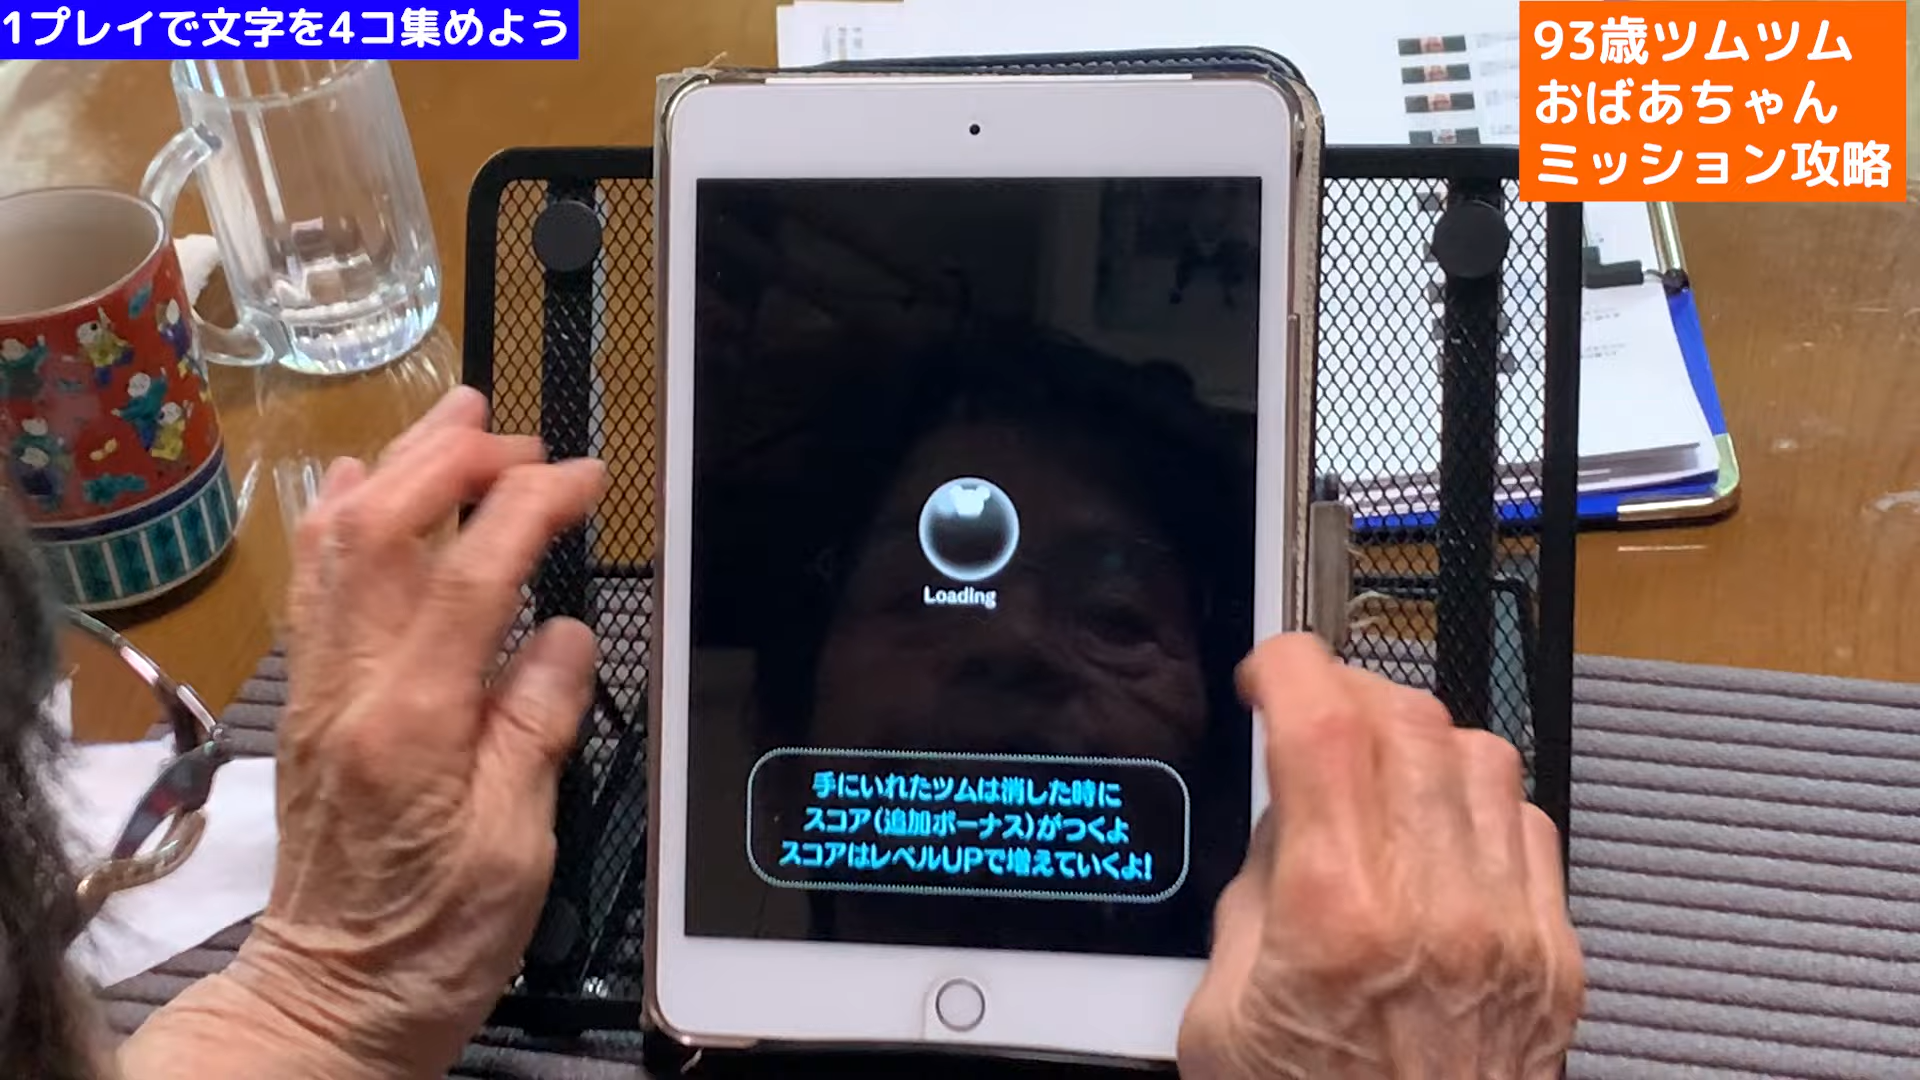 1プレイで文字を4コ集めよう
93歳ツムツム
おばあちゃん
ミッション攻略
Loading
手にいれたツムは消した時に
スコア(追加ボーナス)がつくよ
スコアはレベルUPで増えていくよ!